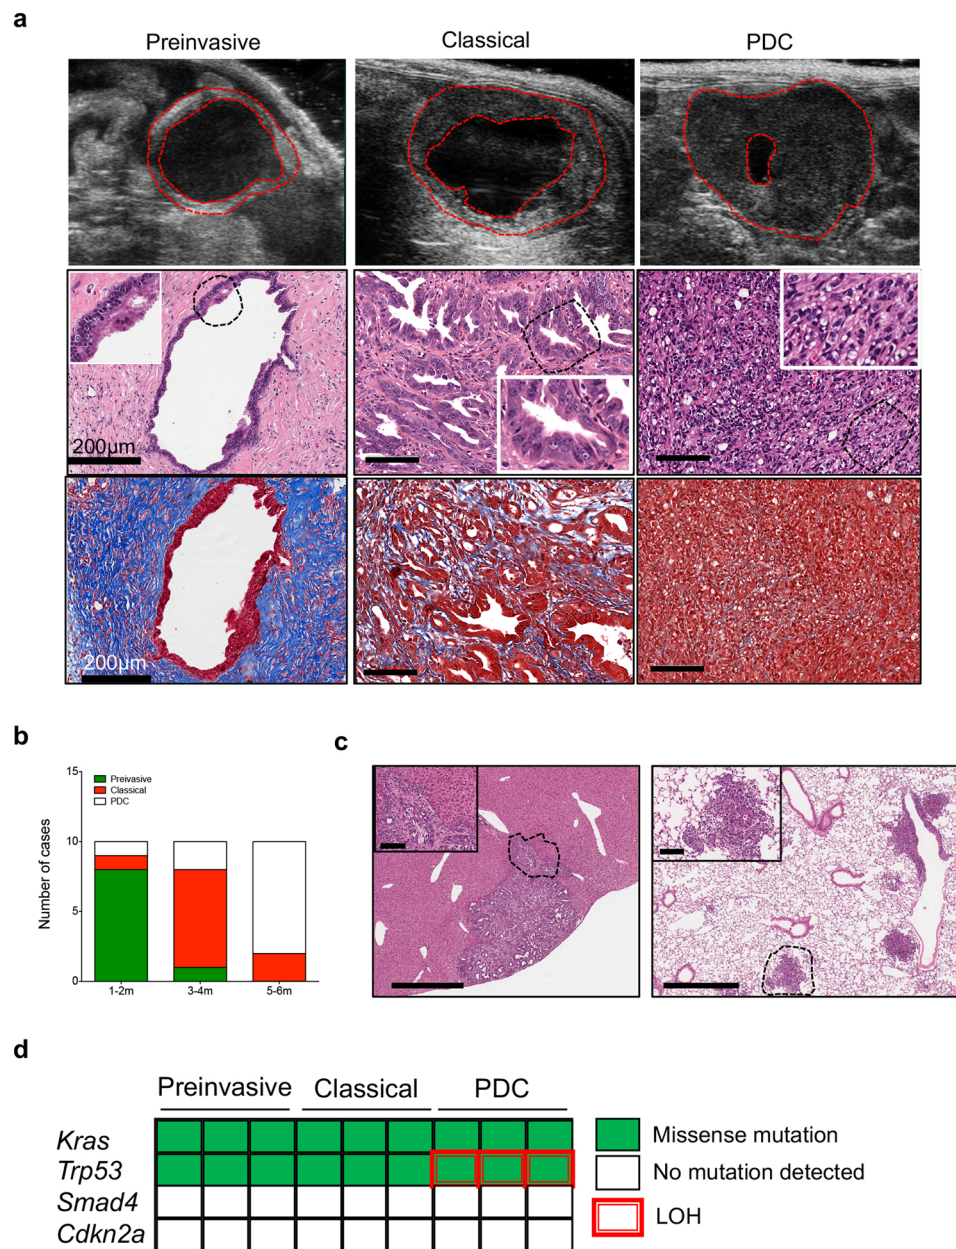 a
Preinvasive
Classical
PDC
200μm
200μm
b
Number of cases
15
10
5
0
Preivasive
Classical
PDC
1-2m
3-4m
5-6m
c
d
Preinvasive
Classical
PDC
Kras
Trp53
Smad4
Cdkn2a
Missense mutation
No mutation detected
LOH